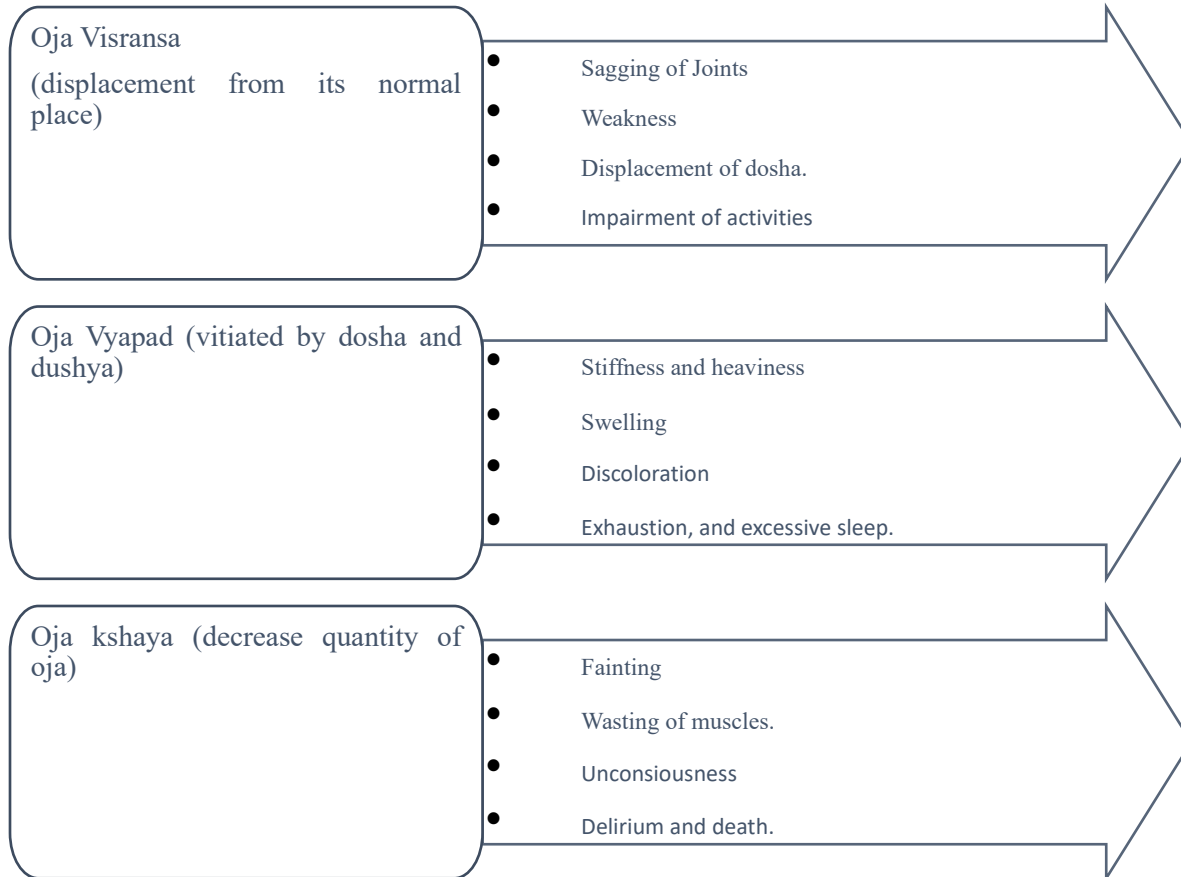 Oja Visransa
(displacement from its normal
place)
• Sagging of Joints
• Weakness
• Displacement of dosha.
• Impairment of activities
Oja Vyapad (vitiated by dosha and
dushya)
• Stiffness and heaviness
• Swelling
• Discoloration
• Exhaustion, and excessive sleep.
Oja kshaya (decrease quantity of
oja)
• Fainting
• Wasting of muscles.
• Unconsiousness
• Delirium and death.